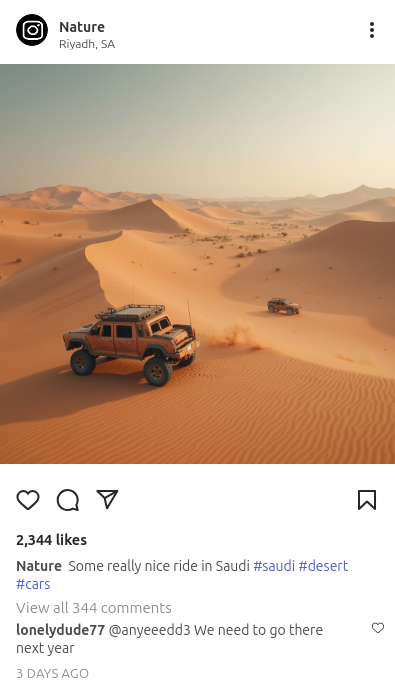 Nature
Riyadh, SA
2,344 likes
Nature Some really nice ride in Saudi #saudi #desert
#cars
View all 344 comments
lonelydude77 @anyeeedd3 We need to go there
next year
3 DAYS AGO